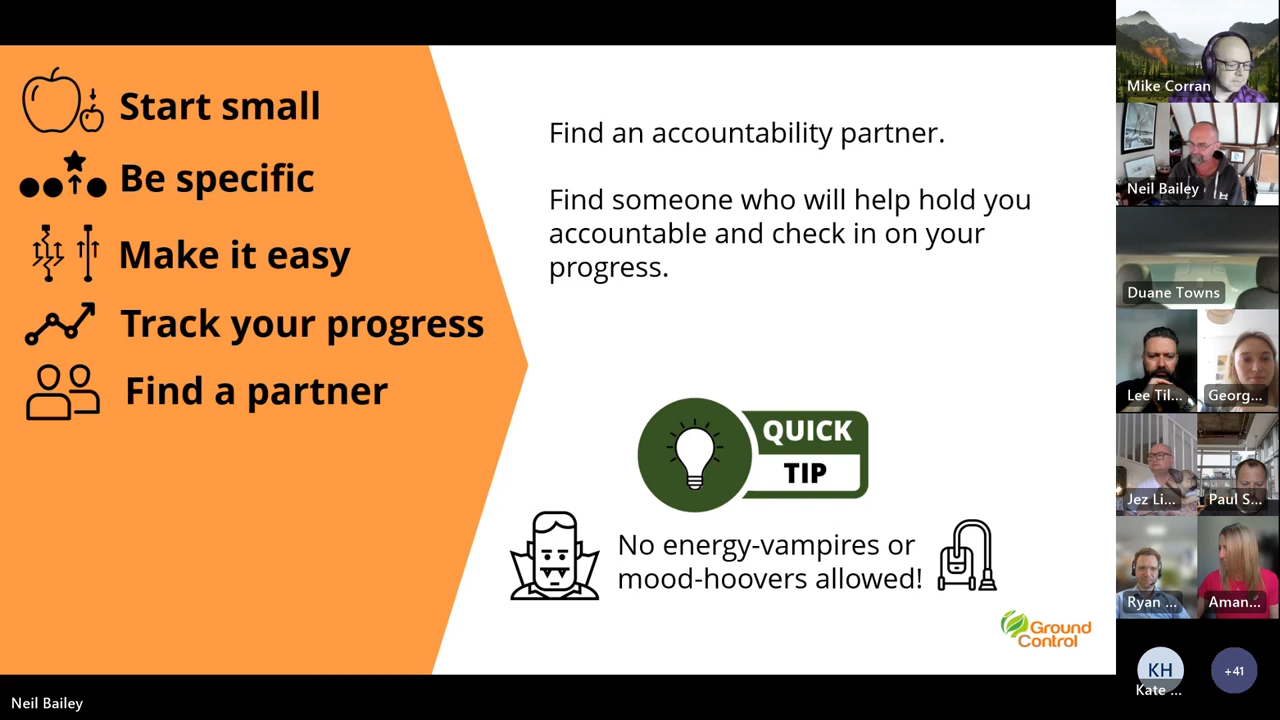 Start small
Be specific
Make it easy
Track your progress
Find a partner
Find an accountability partner.
Find someone who will help hold you
accountable and check in on your
progress.
QUICK
TIP
No energy-vampires or
mood-hoovers allowed!
Ground
Control
Mike Corran
Neil Bailey
Duane Towns
Lee Til...
Georg...
Jez Li...
Paul S...
Ryan ...
Aman...
KH
Kate ...
+41
Neil Bailey